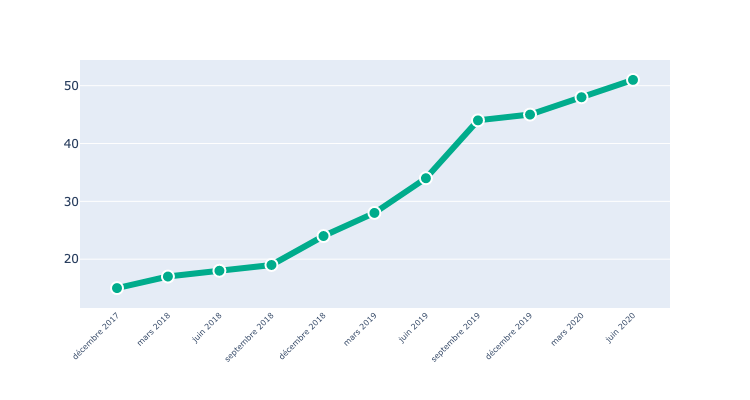 50
40
30
20
décembre 2017
mars 2018
juin 2018
septembre 2018
décembre 2018
mars 2019
juin 2019
septembre 2019
décembre 2019
mars 2020
juin 2020